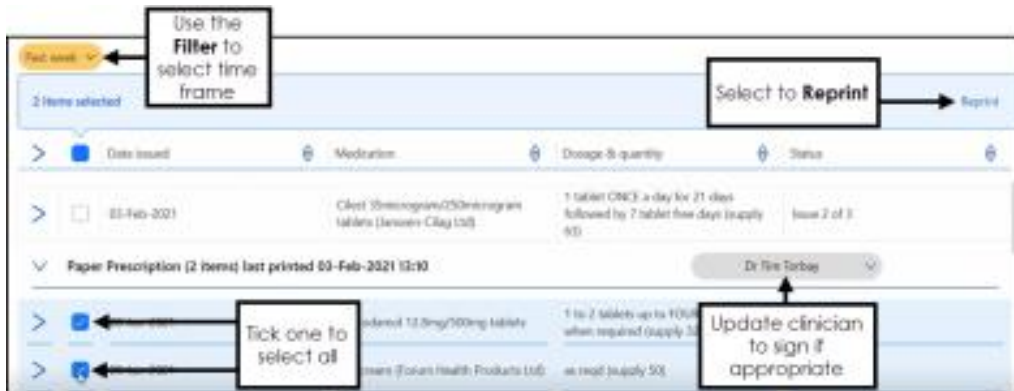 Use the
Filter to
select time
frame
Past week
2 items selected
Select to Reprint
Reprint
Date issued Medication Dosage & quantity Status
03-Feb-2021
Cilest 35microgram/250microgram
tablets (Janssen-Cilag Ltd)
1 tablet ONCE a day for 21 days
followed by 7 tablet free days (supply
63)
Issue 2 of 3
Paper Prescription (2 items) last printed 03-Feb-2021 13:10
Dr Tim Torbay
Tick one to
select all
12.8mg/500mg tablets
1 to 2 tablets up to FOUR
when required (supply
Update clinician
to sign if
appropriate
(Forum Health Products Ltd)
as reqd (supply 50)